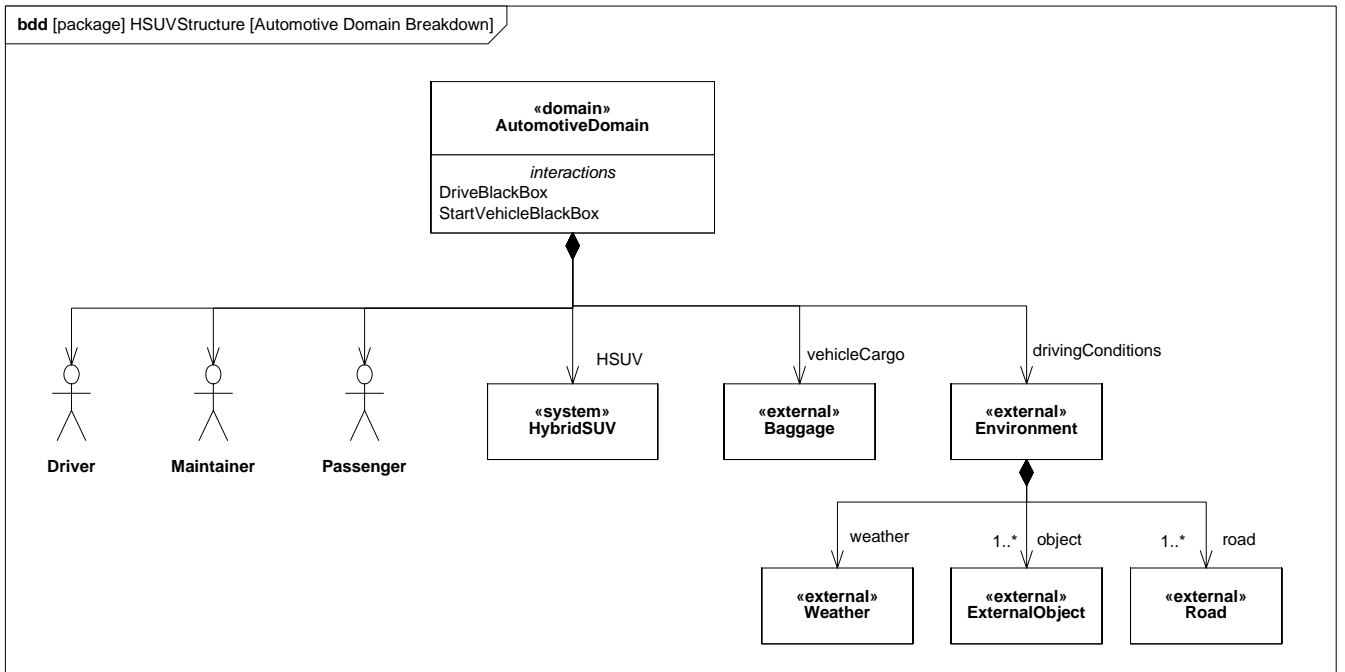 bdd [package] HSUVStructure [Automotive Domain Breakdown]
«domain»
AutomotiveDomain
interactions
DriveBlackBox
StartVehicleBlackBox
HSUV
vehicleCargo
drivingConditions
Driver
Maintainer
Passenger
«system»
HybridSUV
«external»
Baggage
«external»
Environment
weather
1..* object
1..* road
«external»
Weather
«external»
ExternalObject
«external»
Road